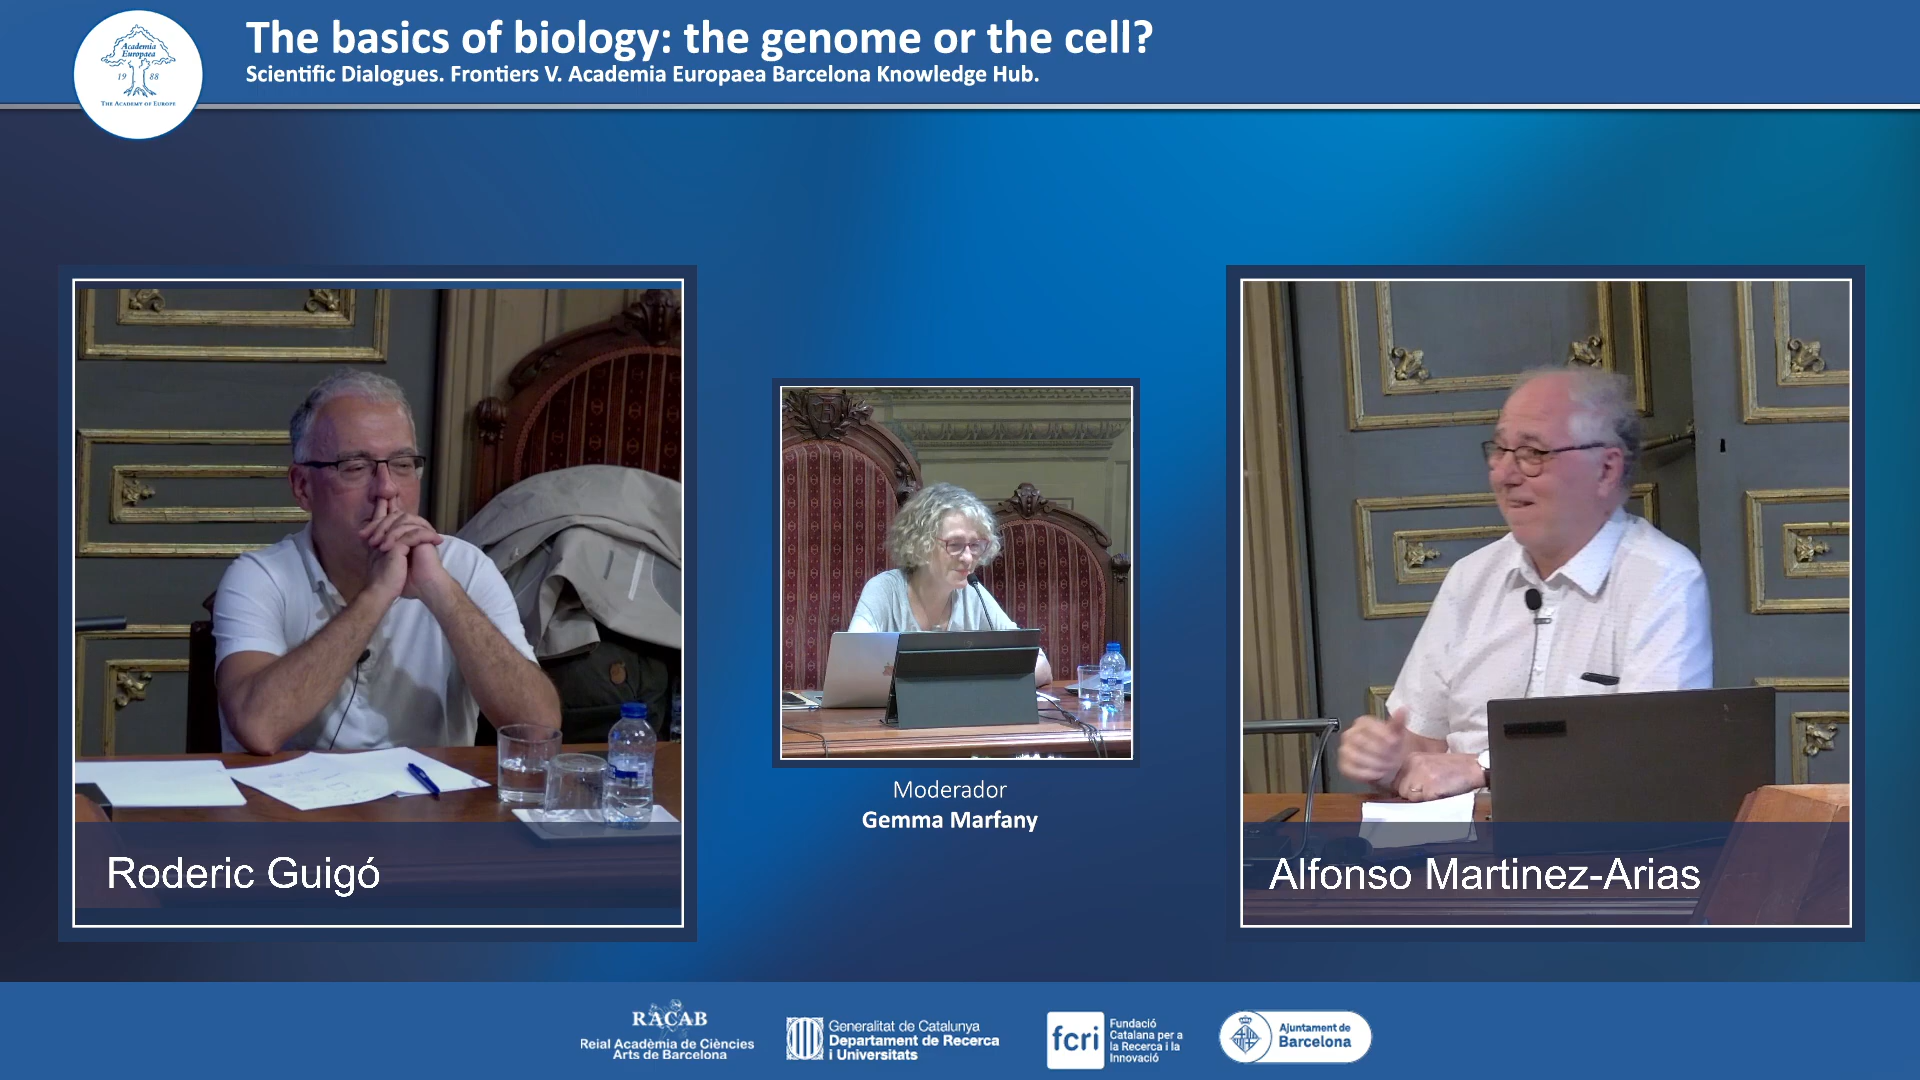 The basics of biology: the genome or the cell?
Scientific Dialogues. Frontiers V. Academia Europaea Barcelona Knowledge Hub.
Academia
Europaea
19 88
THE ACADEMY OF EUROPE
Moderador
Gemma Marfany
Roderic Guigó
Alfonso Martinez-Arias
RACAB
Reial Acadèmia de Ciències
Arts de Barcelona
Generalitat de Catalunya
Departament de Recerca
i Universitats
fcri
Fundació
Catalana per a
la Recerca i la
Innovació
Ajuntament de
Barcelona